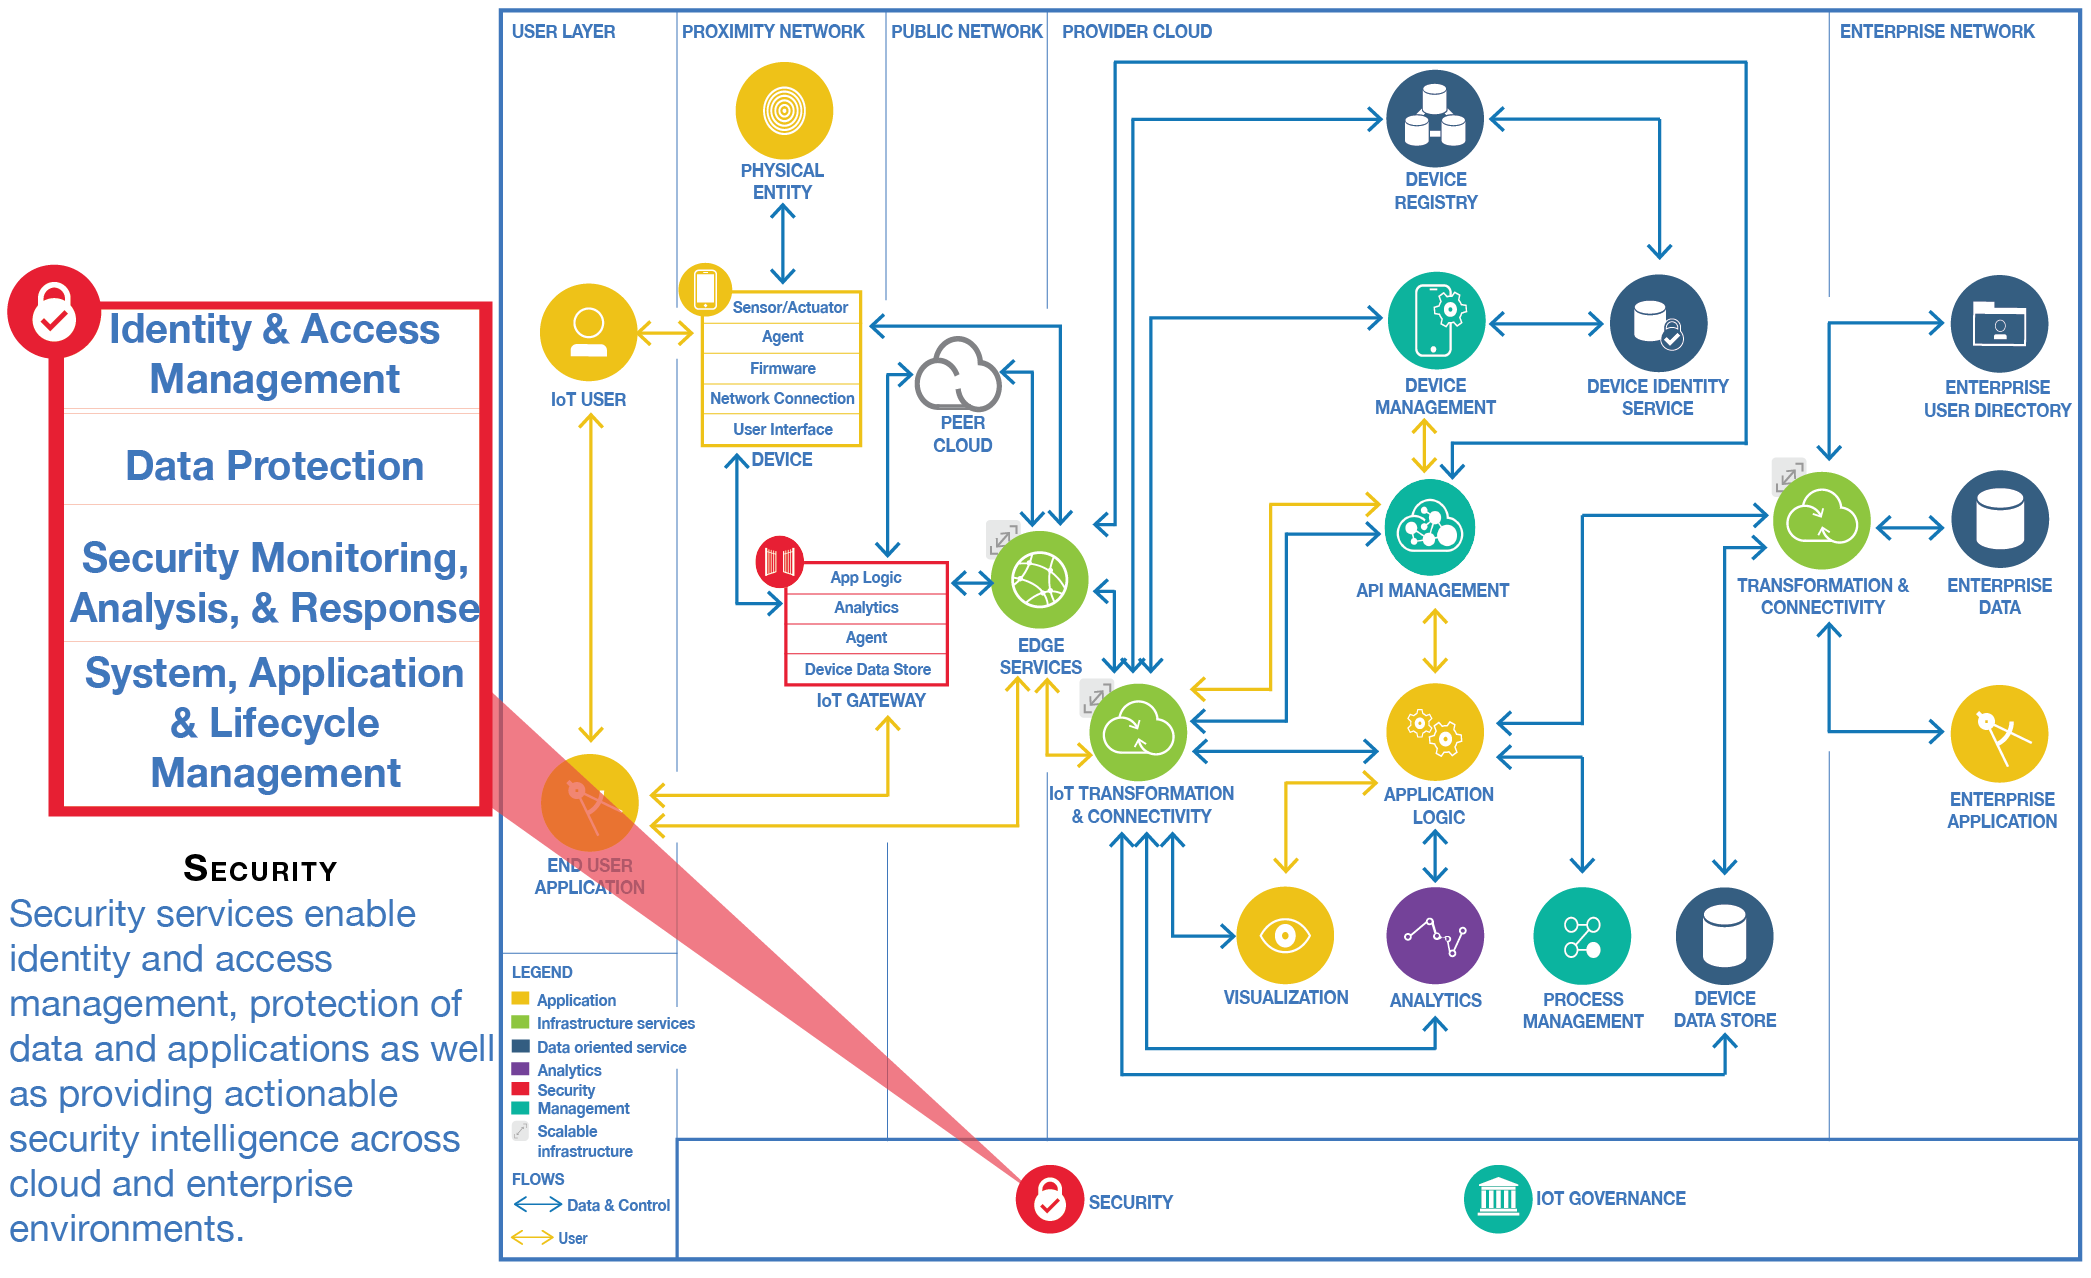 USER LAYER
PROXIMITY NETWORK
PUBLIC NETWORK
PROVIDER CLOUD
ENTERPRISE NETWORK
Identity & Access
Management
Data Protection
Security Monitoring,
Analysis, & Response
System, Application
& Lifecycle
Management
SECURITY
Security services enable
identity and access
management, protection of
data and applications as well
as providing actionable
security intelligence across
cloud and enterprise
environments.
IoT USER
END USER
APPLICATION
PHYSICAL
ENTITY
Sensor/Actuator
Agent
Firmware
Network Connection
User Interface
DEVICE
App Logic
Analytics
Agent
Device Data Store
IoT GATEWAY
PEER
CLOUD
EDGE
SERVICES
DEVICE
REGISTRY
DEVICE
MANAGEMENT
DEVICE IDENTITY
SERVICE
API MANAGEMENT
IoT TRANSFORMATION
& CONNECTIVITY
APPLICATION
LOGIC
VISUALIZATION
ANALYTICS
PROCESS
MANAGEMENT
DEVICE
DATA STORE
TRANSFORMATION &
CONNECTIVITY
ENTERPRISE
USER DIRECTORY
ENTERPRISE
DATA
ENTERPRISE
APPLICATION
LEGEND
Application
Infrastructure services
Data oriented service
Analytics
Security
Management
Scalable
infrastructure
FLOWS
Data & Control
User
SECURITY
IOT GOVERNANCE